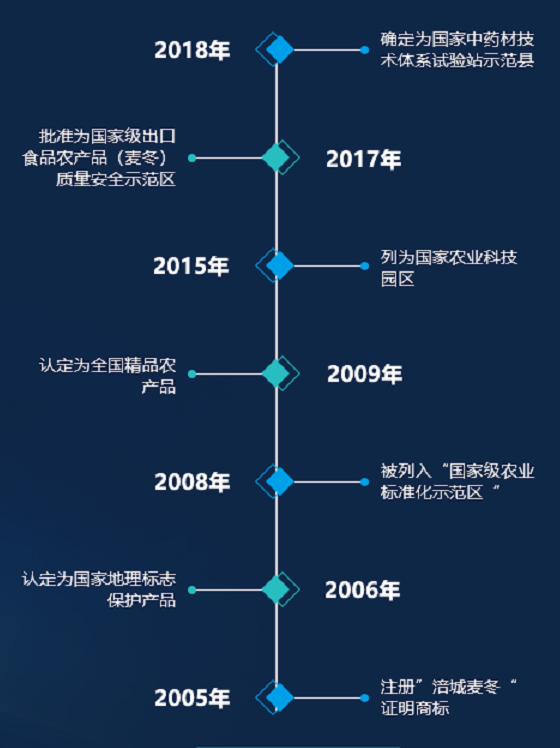 2018年
确定为国家中药材技
术体系试验站示范县
批准为国家级出口
食品农产品（麦冬）
质量安全示范区
2017年
2015年
列为国家农业科技
园区
认定为全国精品农
产品
2009年
2008年
被列入“国家级农业
标准化示范区“
认定为国家地理标志
保护产品
2006年
2005年
注册”涪城麦冬“
证明商标